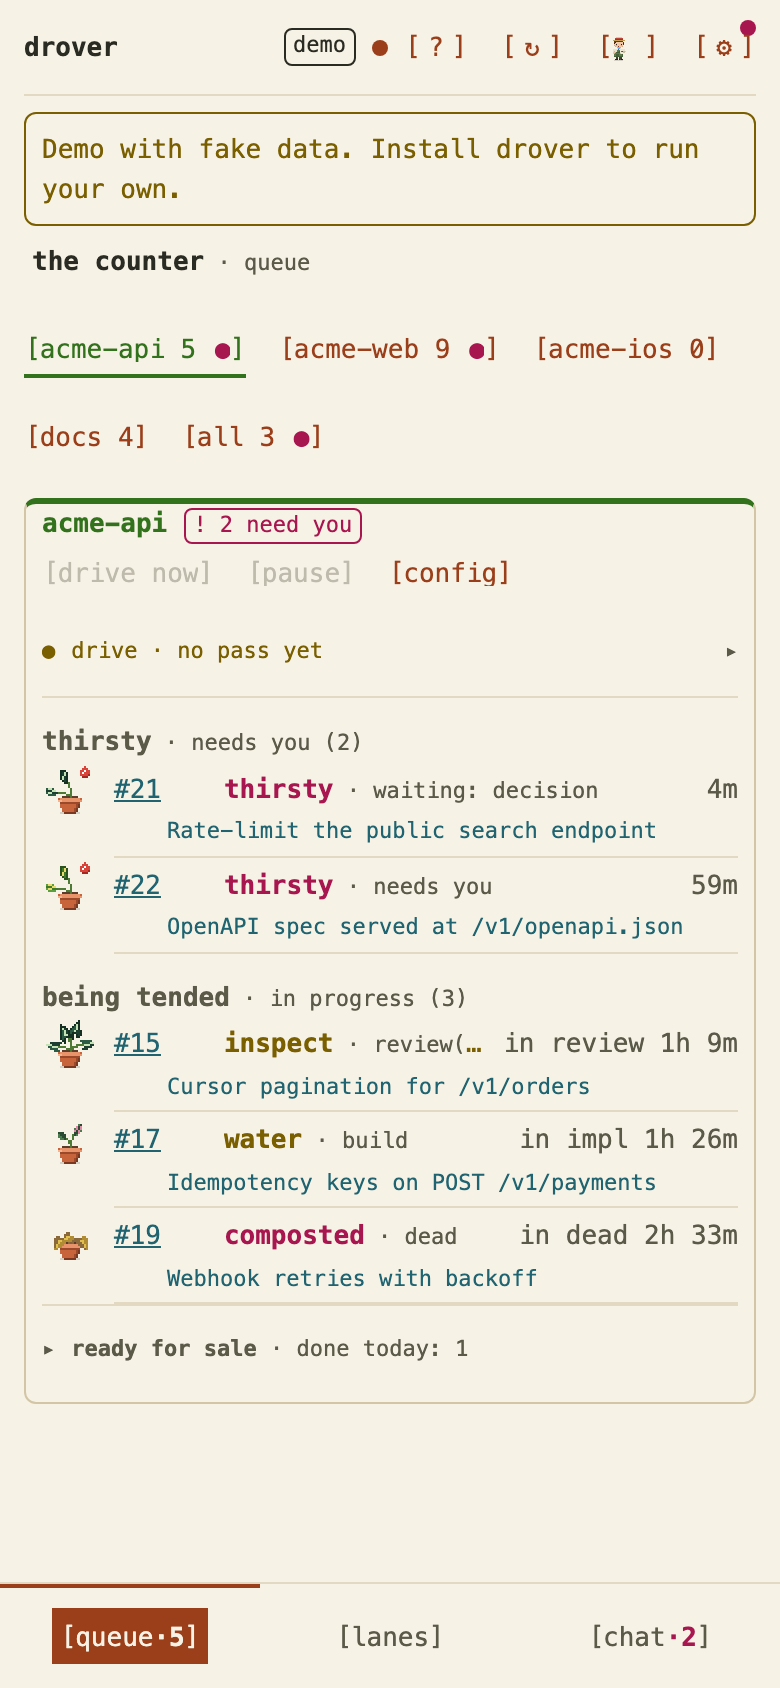 drover demo ● [ ? ] [ ↻ ] [ ] [ ⚙ ]
Demo with fake data. Install drover to run
your own.
the counter · queue
[acme-api 5 ●] [acme-web 9 ●] [acme-ios 0]
[docs 4] [all 3 ●]
acme-api ! 2 need you
[drive now] [pause] [config]
● drive · no pass yet ▸
thirsty · needs you (2)
#21 thirsty · waiting: decision 4m
Rate-limit the public search endpoint
#22 thirsty · needs you 59m
OpenAPI spec served at /v1/openapi.json
being tended · in progress (3)
#15 inspect · review(… in review 1h 9m
Cursor pagination for /v1/orders
#17 water · build in impl 1h 26m
Idempotency keys on POST /v1/payments
#19 composted · dead in dead 2h 33m
Webhook retries with backoff
▸ ready for sale · done today: 1
[queue·5] [lanes] [chat·2]